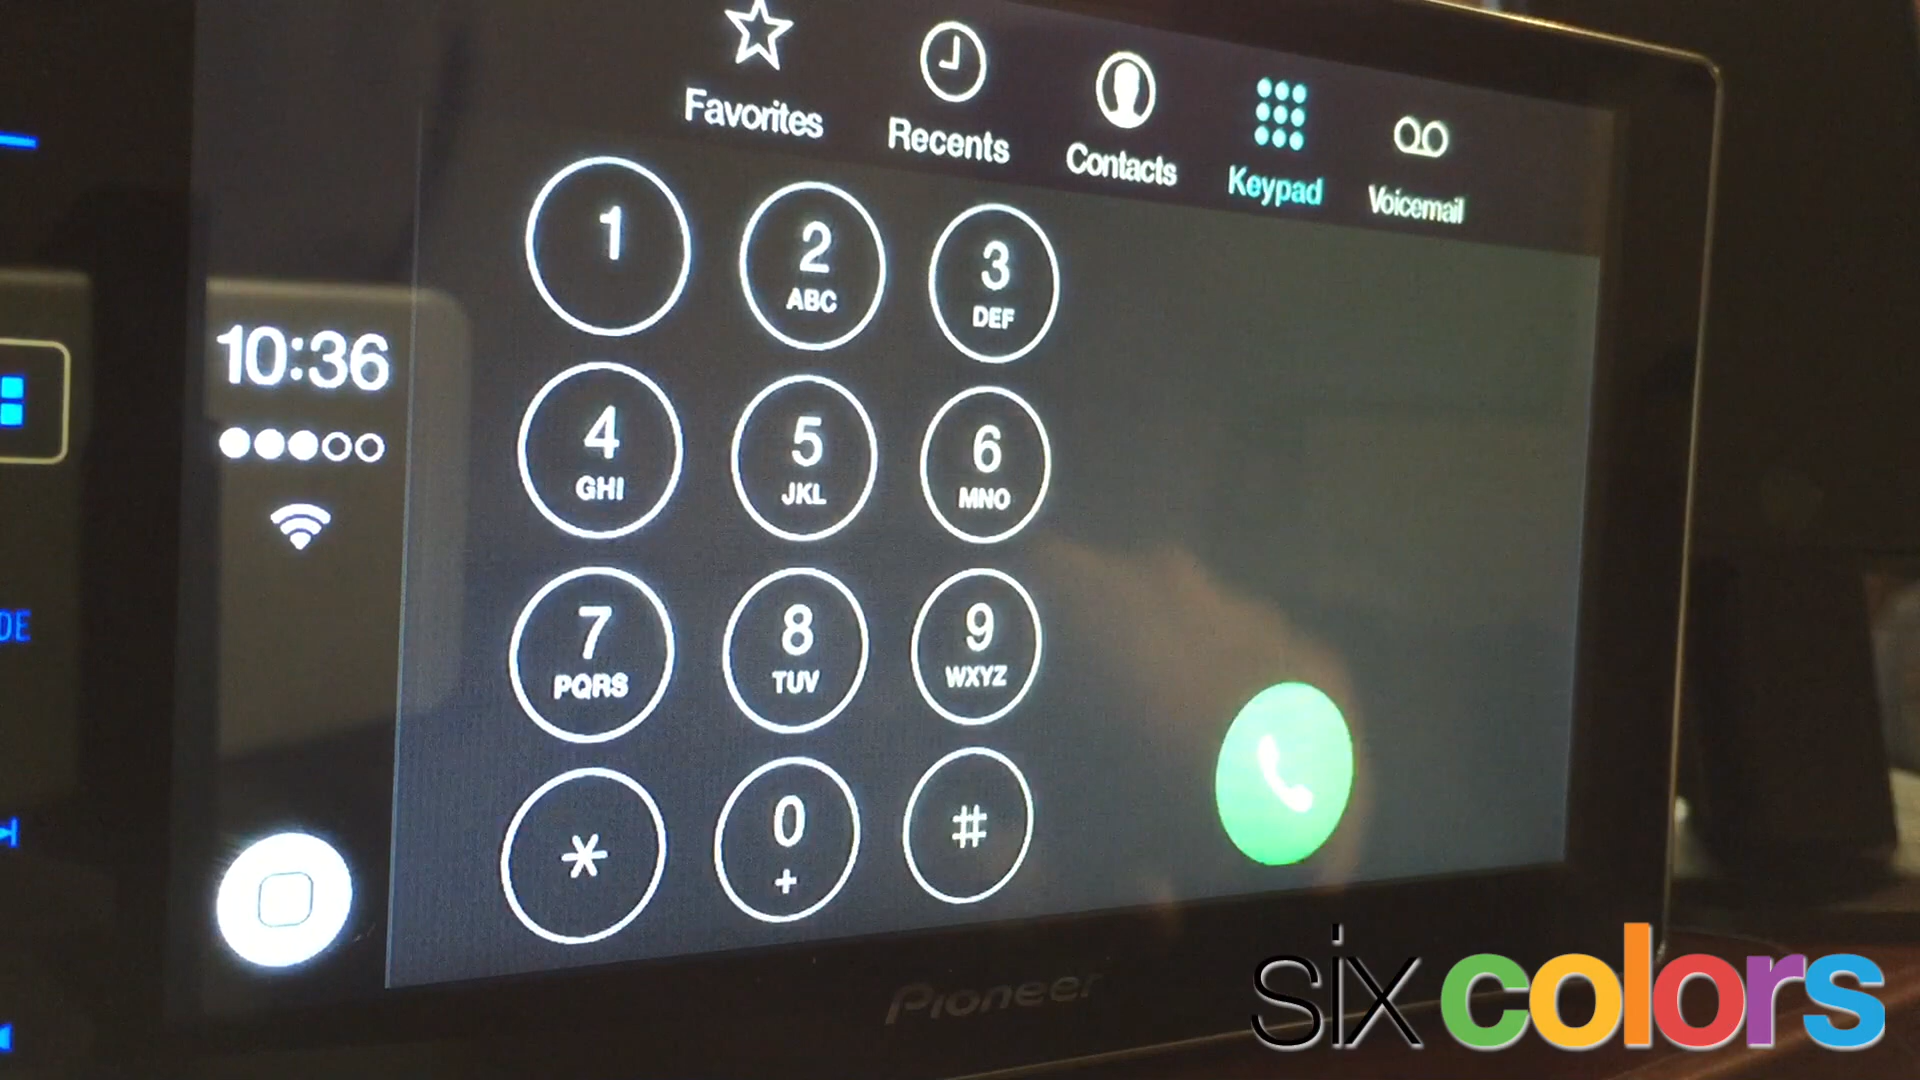 Favorites Recents Contacts Keypad Voicemail
1 2 3
ABC DEF
10:36
4 5 6
GHI JKL MNO
DE
7 8 9
PQRS TUV WXYZ
* 0 #
+
Pioneer
six colors